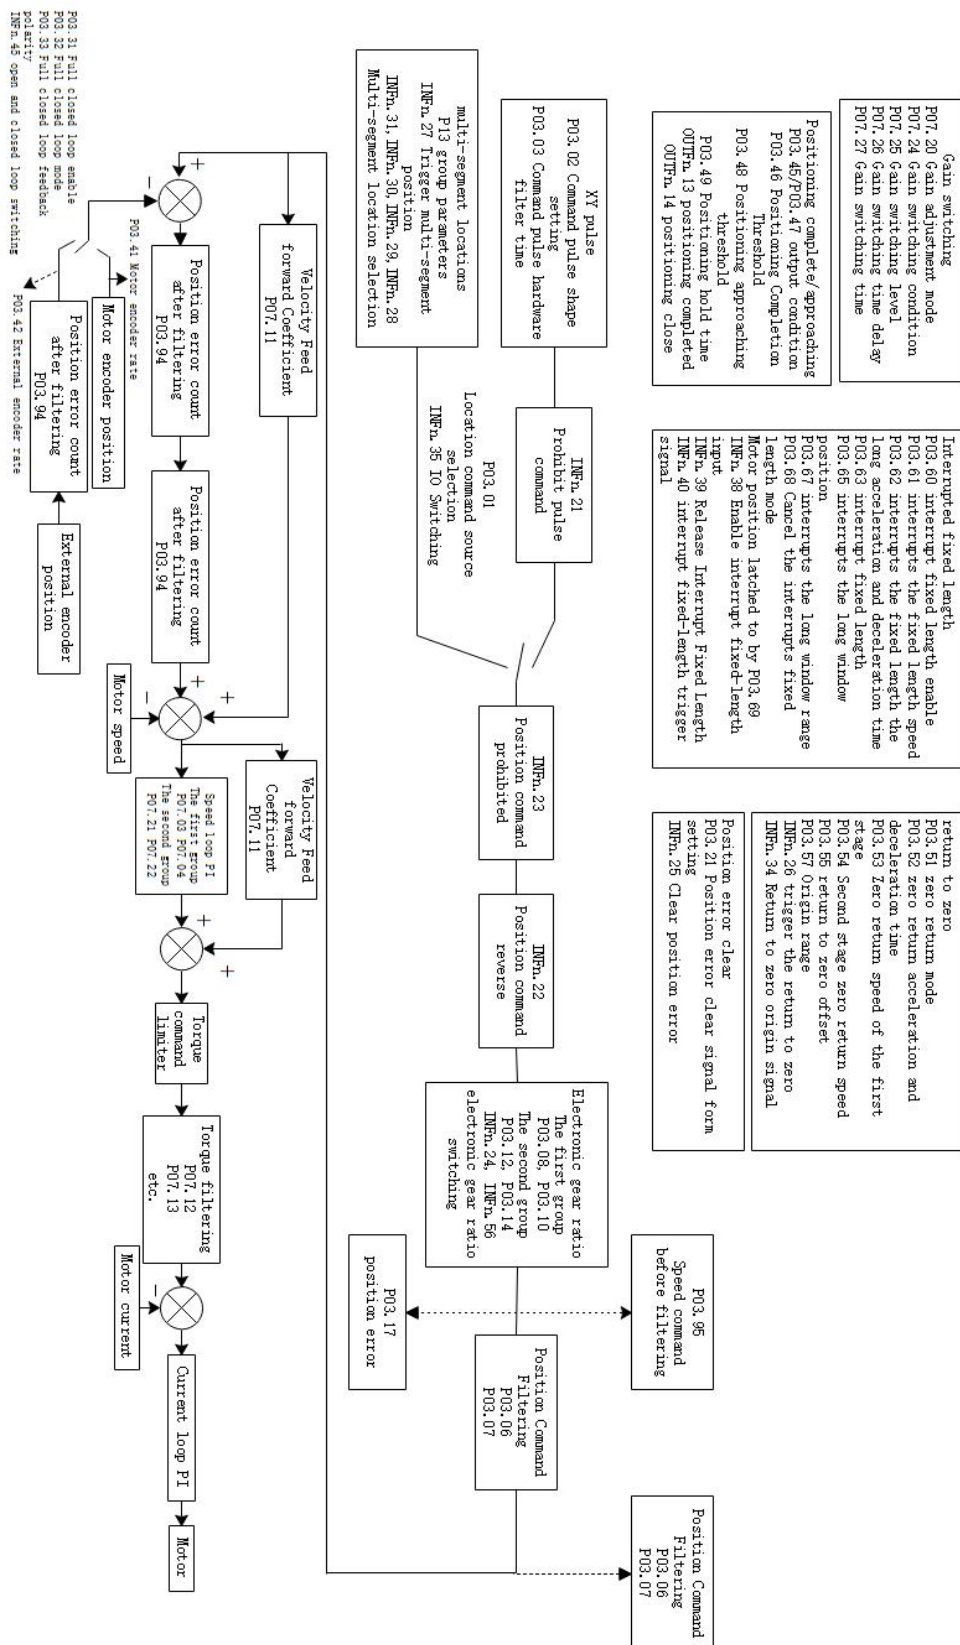 Gain switching
P07.20 Gain adjustment mode
P07.24 Gain switching condition
P07.25 Gain switching level
P07.26 Gain switching time delay
P07.27 Gain switching time
Interrupted fixed length
P03.60 interrupt fixed length enable
P03.61 interrupts the fixed length speed
P03.62 interrupts the fixed length the
long acceleration and deceleration time
P03.63 interrupt fixed length
P03.65 interrupts the long window
position
P03.67 interrupts the long window range
P03.68 Cancel the interrupts fixed
length mode
Motor position latched to by P03.69
INFn.38 Enable interrupt fixed-length
input
INFn.39 Release Interrupt Fixed Length
INFn.40 interrupt fixed-length trigger
signal
return to zero
P03.51 zero return mode
P03.52 zero return acceleration and
deceleration time
P03.53 Zero return speed of the first
stage
P03.54 Second stage zero return speed
P03.55 return to zero offset
P03.57 Origin range
INFn.26 trigger the return to zero
INFn.34 Return to zero origin signal
Positioning complete/approaching
P03.45/P03.47 output condition
P03.46 Positioning Completion
Threshold
P03.48 Positioning approaching
threshold
P03.49 Positioning hold time
OUTFn.13 positioning completed
OUTFn.14 positioning close
Position error clear
P03.21 Position error clear signal form
setting
INFn.25 Clear position error
XY pulse
P03.02 Command pulse shape
setting
P03.03 Command pulse hardware
filter time
INFn.21
Prohibit pulse
command
multi-segment locations
P13 group parameters
INFn.27 Trigger multi-segment
position
INFn.31, INFn.30, INFn.29, INFn.28
Multi-segment location selection
P03.01
Location command source
selection
INFn.35 IO Switching
INFn.23
Position command
prohibited
INFn.22
Position command
reverse
Electronic gear ratio
The first group
P03.08, P03.10
The second group
P03.12, P03.14
INFn.24, INFn.56
electronic gear ratio
switching
P03.95
Speed command
before filtering
P03.17
position error
Position Command
Filtering
P03.06
P03.07
Position Command
Filtering
P03.06
P03.07
Velocity Feed
forward Coefficient
P07.11
Velocity Feed
forward
Coefficient
P07.11
+
−
Position error count
after filtering
P03.94
Position error count
after filtering
P03.94
+
+
−
Motor speed
Speed loop PI
The first group
P07.03 P07.04
The second group
P07.21 P07.22
+
+
Torque
command
limiter
Torque filtering
P07.12
P07.13
etc.
−
Motor current
Current loop PI
Motor
P03.41 Motor encoder rate
Motor encoder position
Position error count
after filtering
P03.94
External encoder
position
P03.42 External encoder rate
P03.31 Full closed loop enable
P03.32 Full closed loop mode
P03.33 Full closed loop feedback
polarity
INFn.45 open and closed loop switching